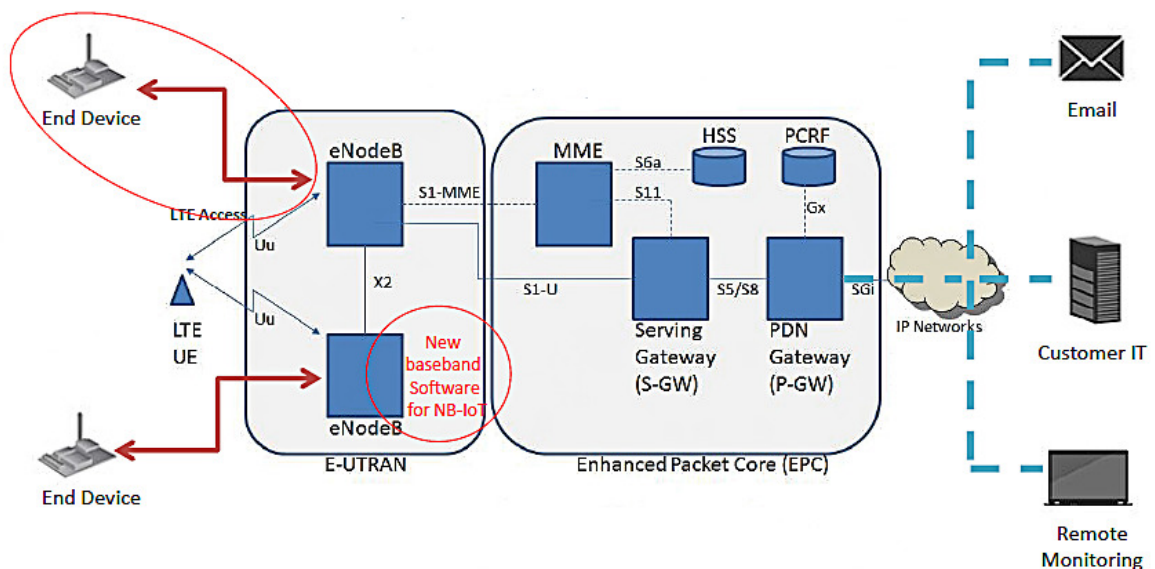 End Device
LTE Access
Uu
Uu
LTE
UE
End Device
eNodeB
X2
New
baseband
Software
for NB-IoT
eNodeB
E-UTRAN
S1-MME
S1-U
MME
S6a
S11
HSS
PCRF
Gx
Serving
Gateway
(S-GW)
S5/S8
PDN
Gateway
(P-GW)
Enhanced Packet Core (EPC)
SGi
IP Networks
Email
Customer IT
Remote
Monitoring